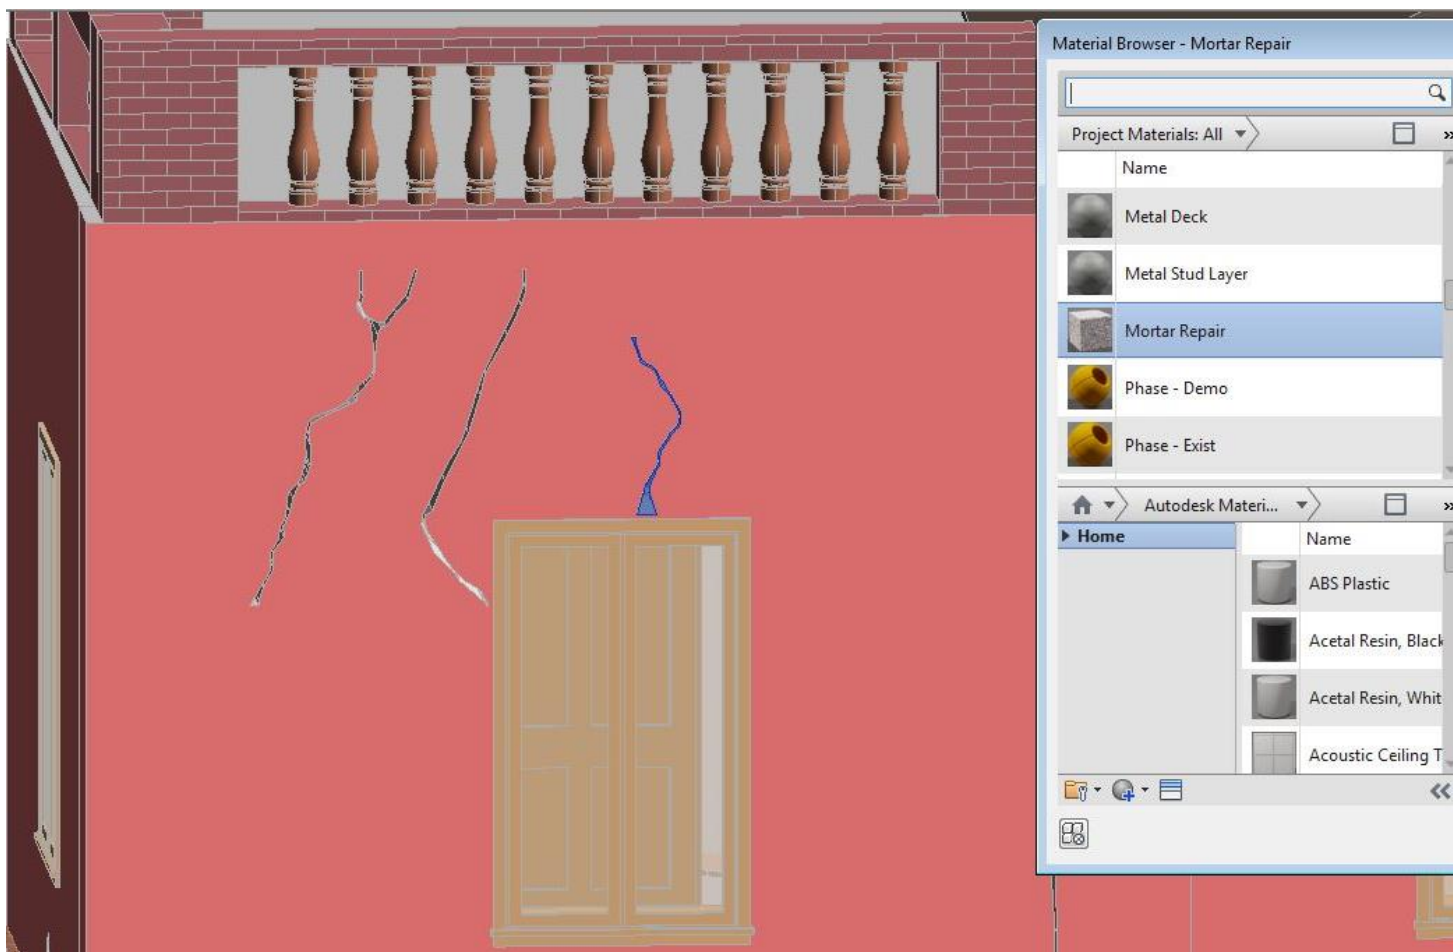 Material Browser - Mortar Repair
Project Materials: All
Name
Metal Deck
Metal Stud Layer
Mortar Repair
Phase - Demo
Phase - Exist
Autodesk Materi...
Home
Name
ABS Plastic
Acetal Resin, Black
Acetal Resin, Whit
Acoustic Ceiling T